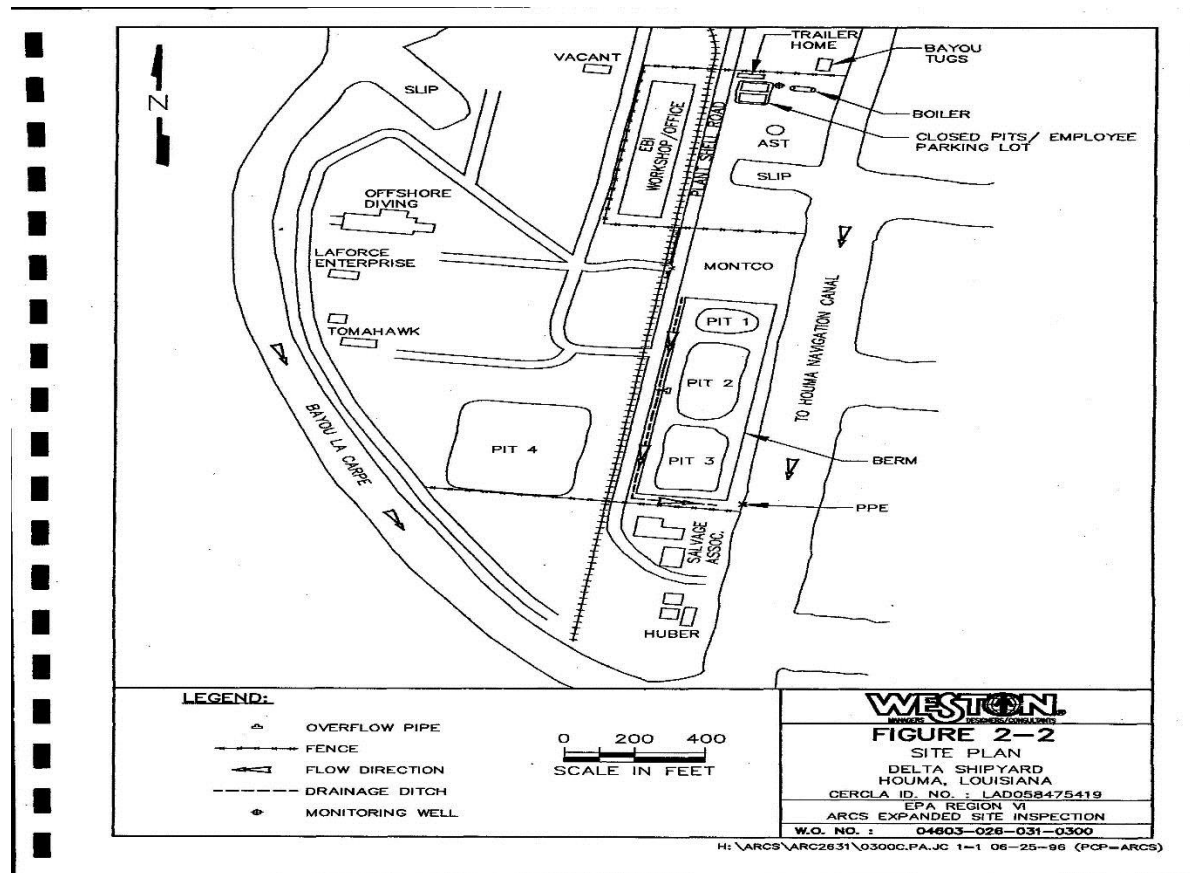 TRAILER
HOME
VACANT
BAYOU
TUGS
SLIP
N
BOILER
CLOSED PITS/ EMPLOYEE
PARKING LOT
EBI
WORKSHOP/OFFICE
PLANT SHELL ROAD
AST
SLIP
OFFSHORE
DIVING
LAFORCE
ENTERPRISE
MONTCO
TOMAHAWK
PIT 1
TO HOUMA NAVIGATION CANAL
PIT 2
BAYOU LA CARPE
PIT 4
PIT 3
BERM
PPE
SALVAGE
ASSOC.
HUBER
LEGEND:
OVERFLOW PIPE
FENCE
FLOW DIRECTION
DRAINAGE DITCH
MONITORING WELL
0 200 400
SCALE IN FEET
WESTON®
MANAGERS DESIGNERS/CONSULTANTS
FIGURE 2-2
SITE PLAN
DELTA SHIPYARD
HOUMA, LOUISIANA
CERCLA ID. NO. : LAD058475419
EPA REGION VI
ARCS EXPANDED SITE INSPECTION
W.O. NO. : 04603-026-031-0300
H: \ARCS\ARC2631\0300C.PA.JC 1=1 06-25-96 (PCP=ARCS)